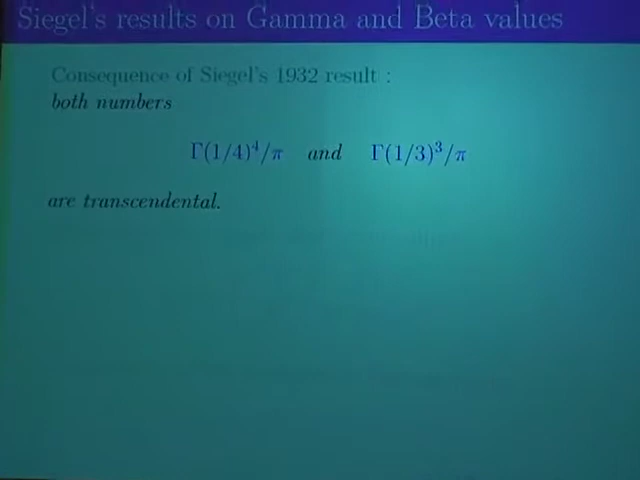 Siegel's results on Gamma and Beta values
Consequence of Siegel's 1932 result :
both numbers
Γ(1/4)⁴/π and Γ(1/3)³/π
are transcendental.